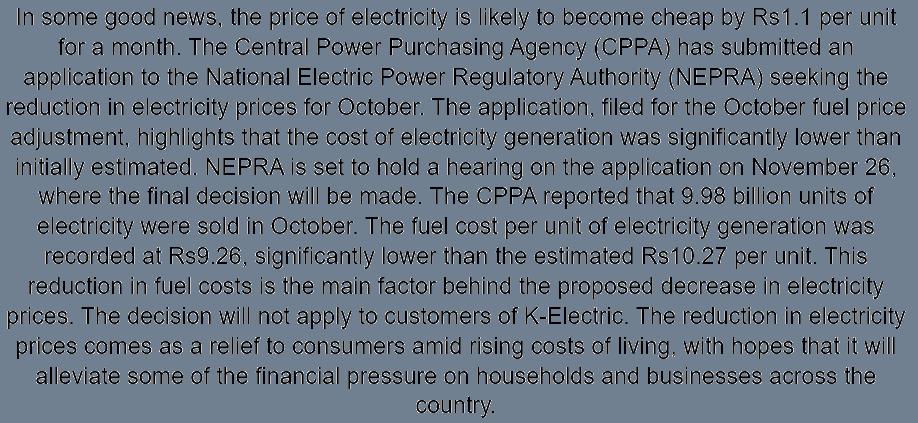 In some good news, the price of electricity is likely to become cheap by Rs1.1 per unit
for a month. The Central Power Purchasing Agency (CPPA) has submitted an
application to the National Electric Power Regulatory Authority (NEPRA) seeking the
reduction in electricity prices for October. The application, filed for the October fuel price
adjustment, highlights that the cost of electricity generation was significantly lower than
initially estimated. NEPRA is set to hold a hearing on the application on November 26,
where the final decision will be made. The CPPA reported that 9.98 billion units of
electricity were sold in October. The fuel cost per unit of electricity generation was
recorded at Rs9.26, significantly lower than the estimated Rs10.27 per unit. This
reduction in fuel costs is the main factor behind the proposed decrease in electricity
prices. The decision will not apply to customers of K-Electric. The reduction in electricity
prices comes as a relief to consumers amid rising costs of living, with hopes that it will
alleviate some of the financial pressure on households and businesses across the
country.